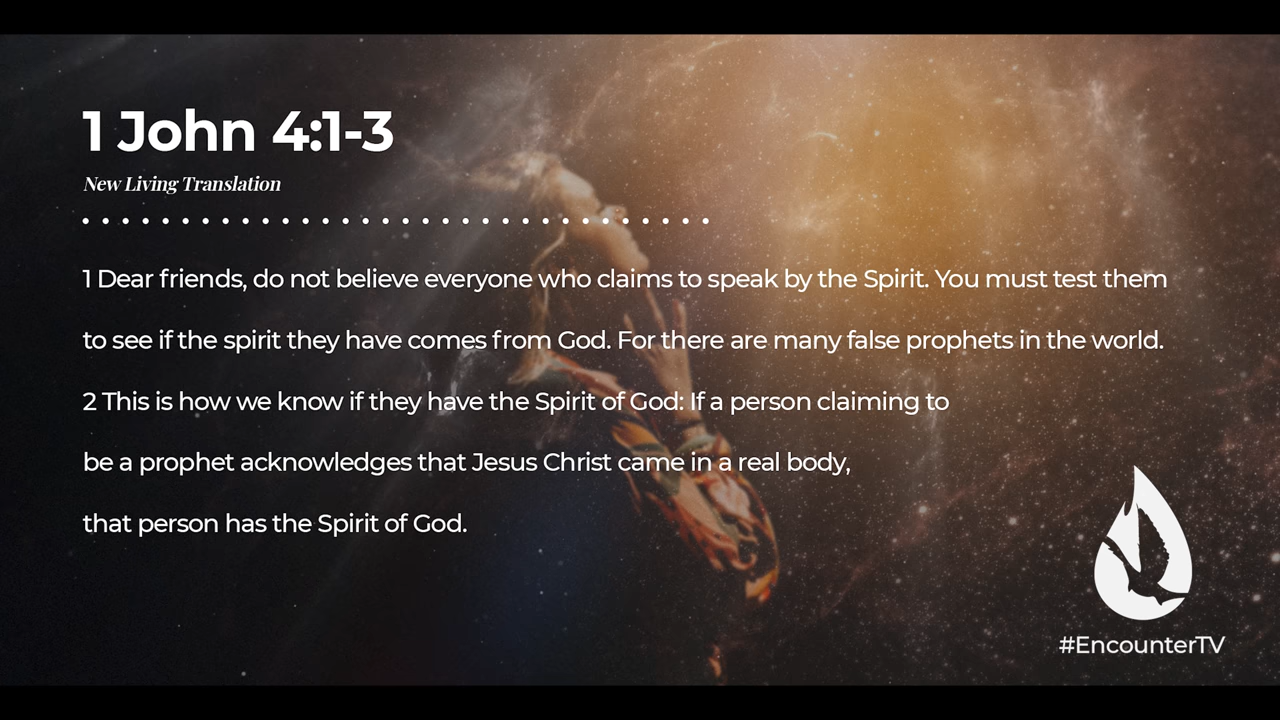 1 John 4:1-3
New Living Translation
1 Dear friends, do not believe everyone who claims to speak by the Spirit. You must test them
to see if the spirit they have comes from God. For there are many false prophets in the world.
2 This is how we know if they have the Spirit of God: If a person claiming to
be a prophet acknowledges that Jesus Christ came in a real body,
that person has the Spirit of God.
#EncounterTV